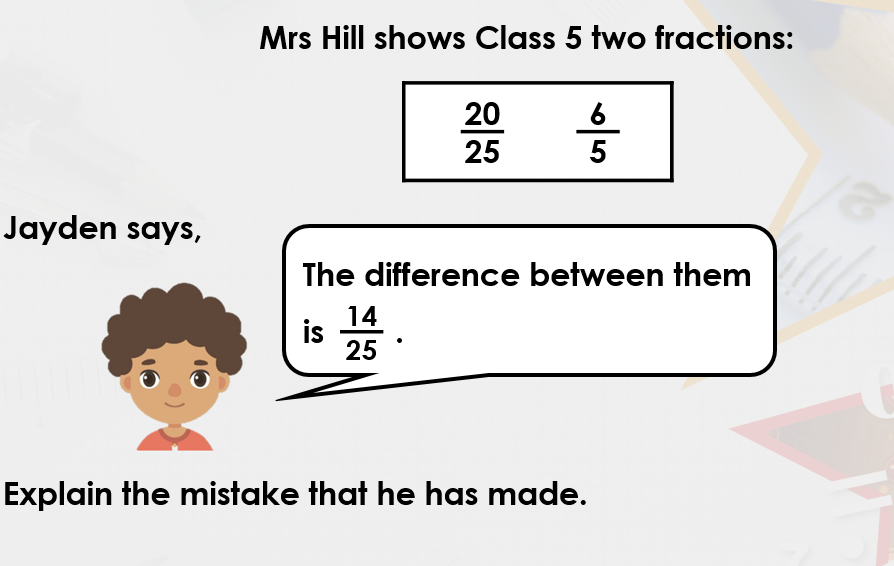 Mrs Hill shows Class 5 two fractions:
20 6
25 5
Jayden says,
The difference between them
is 14/25 .
Explain the mistake that he has made.